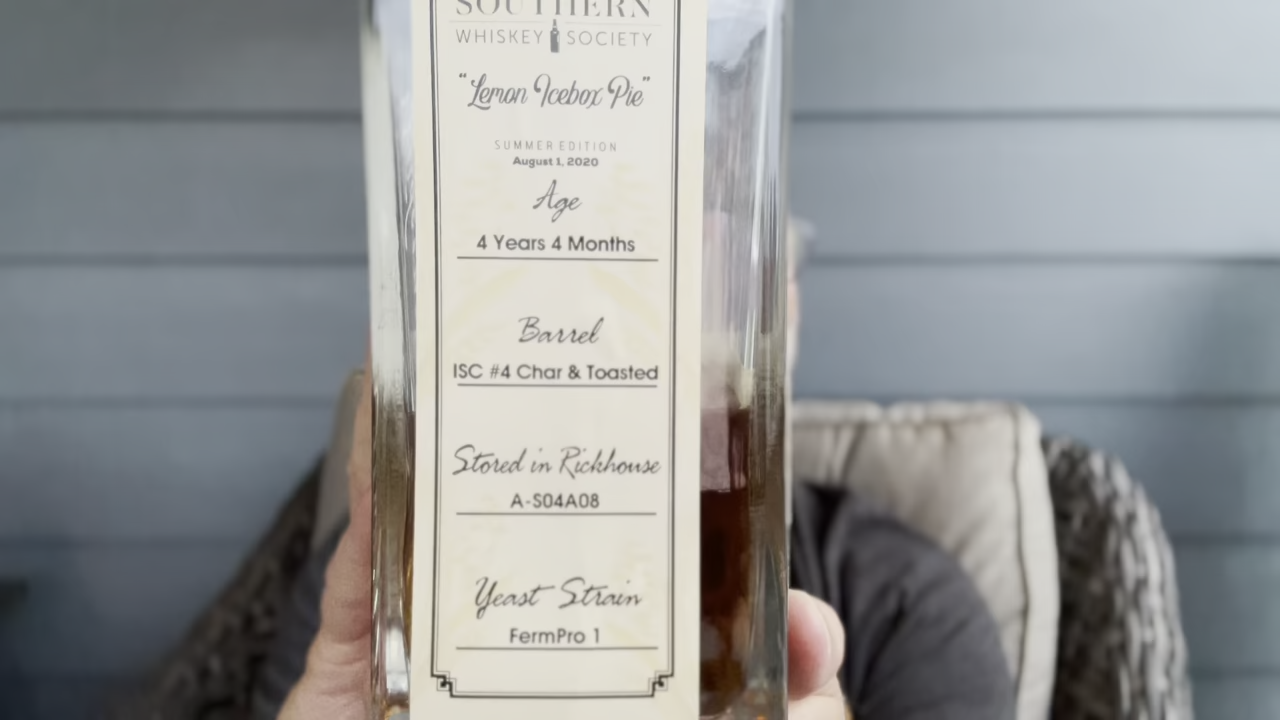 SOUTHERN
WHISKEY SOCIETY
"Lemon Icebox Pie"
SUMMER EDITION
August 1, 2020
Age
4 Years 4 Months
Barrel
ISC #4 Char & Toasted
Stored in Rickhouse
A-S04A08
Yeast Strain
FermPro 1